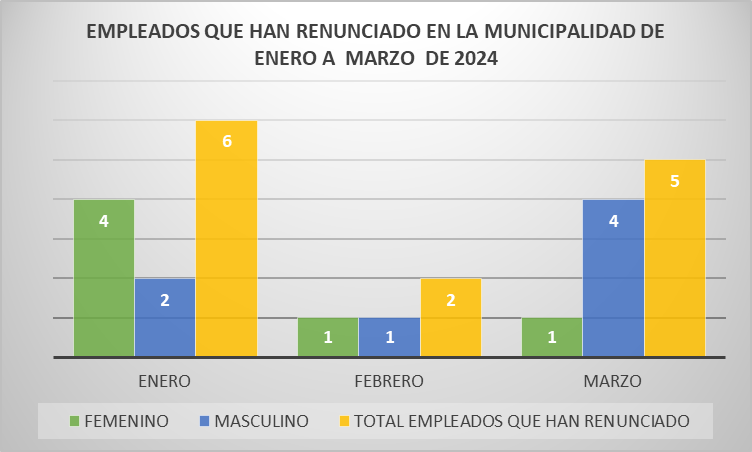 EMPLEADOS QUE HAN RENUNCIADO EN LA MUNICIPALIDAD DE
ENERO A MARZO DE 2024
4
2
6
1
1
2
1
4
5
ENERO
FEBRERO
MARZO
FEMENINO
MASCULINO
TOTAL EMPLEADOS QUE HAN RENUNCIADO